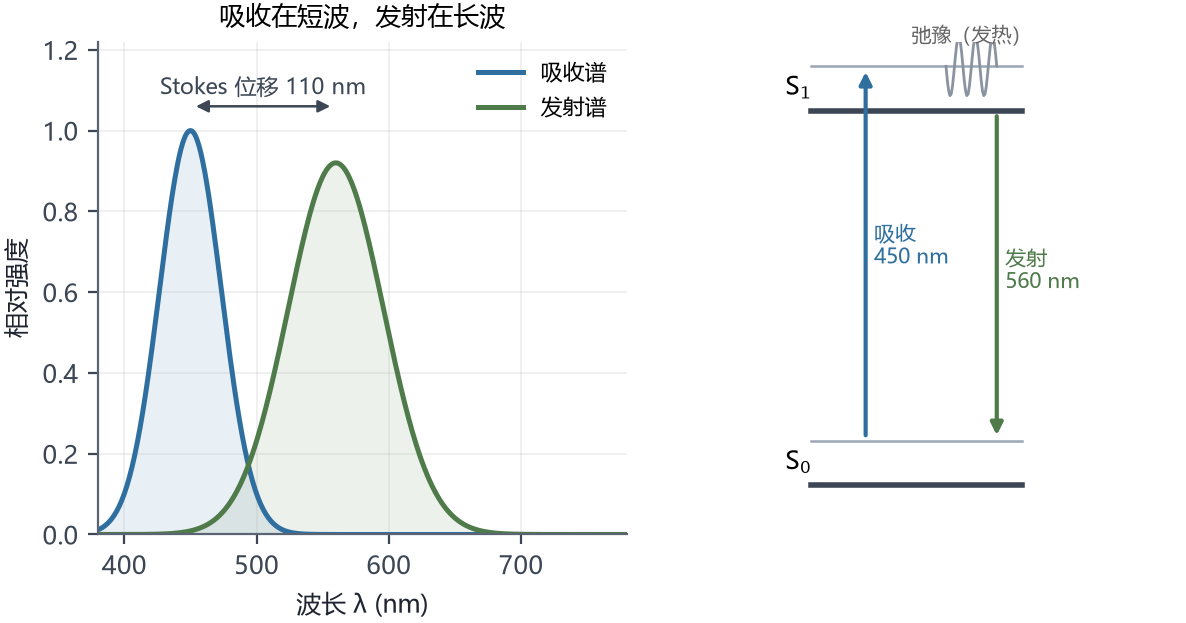 吸收在短波，发射在长波
1.2
1.0
0.8
0.6
0.4
0.2
0.0
相对强度
Stokes 位移 110 nm
吸收谱
发射谱
400
500
600
700
波长 λ (nm)
弛豫（发热）
S₁
吸收
450 nm
发射
560 nm
S₀